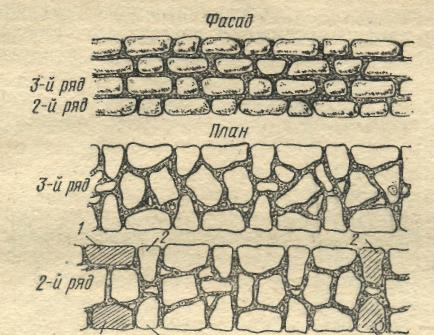 Фасад
3-й ряд
2-й ряд
План
3-й ряд
1 2 2
2-й ряд